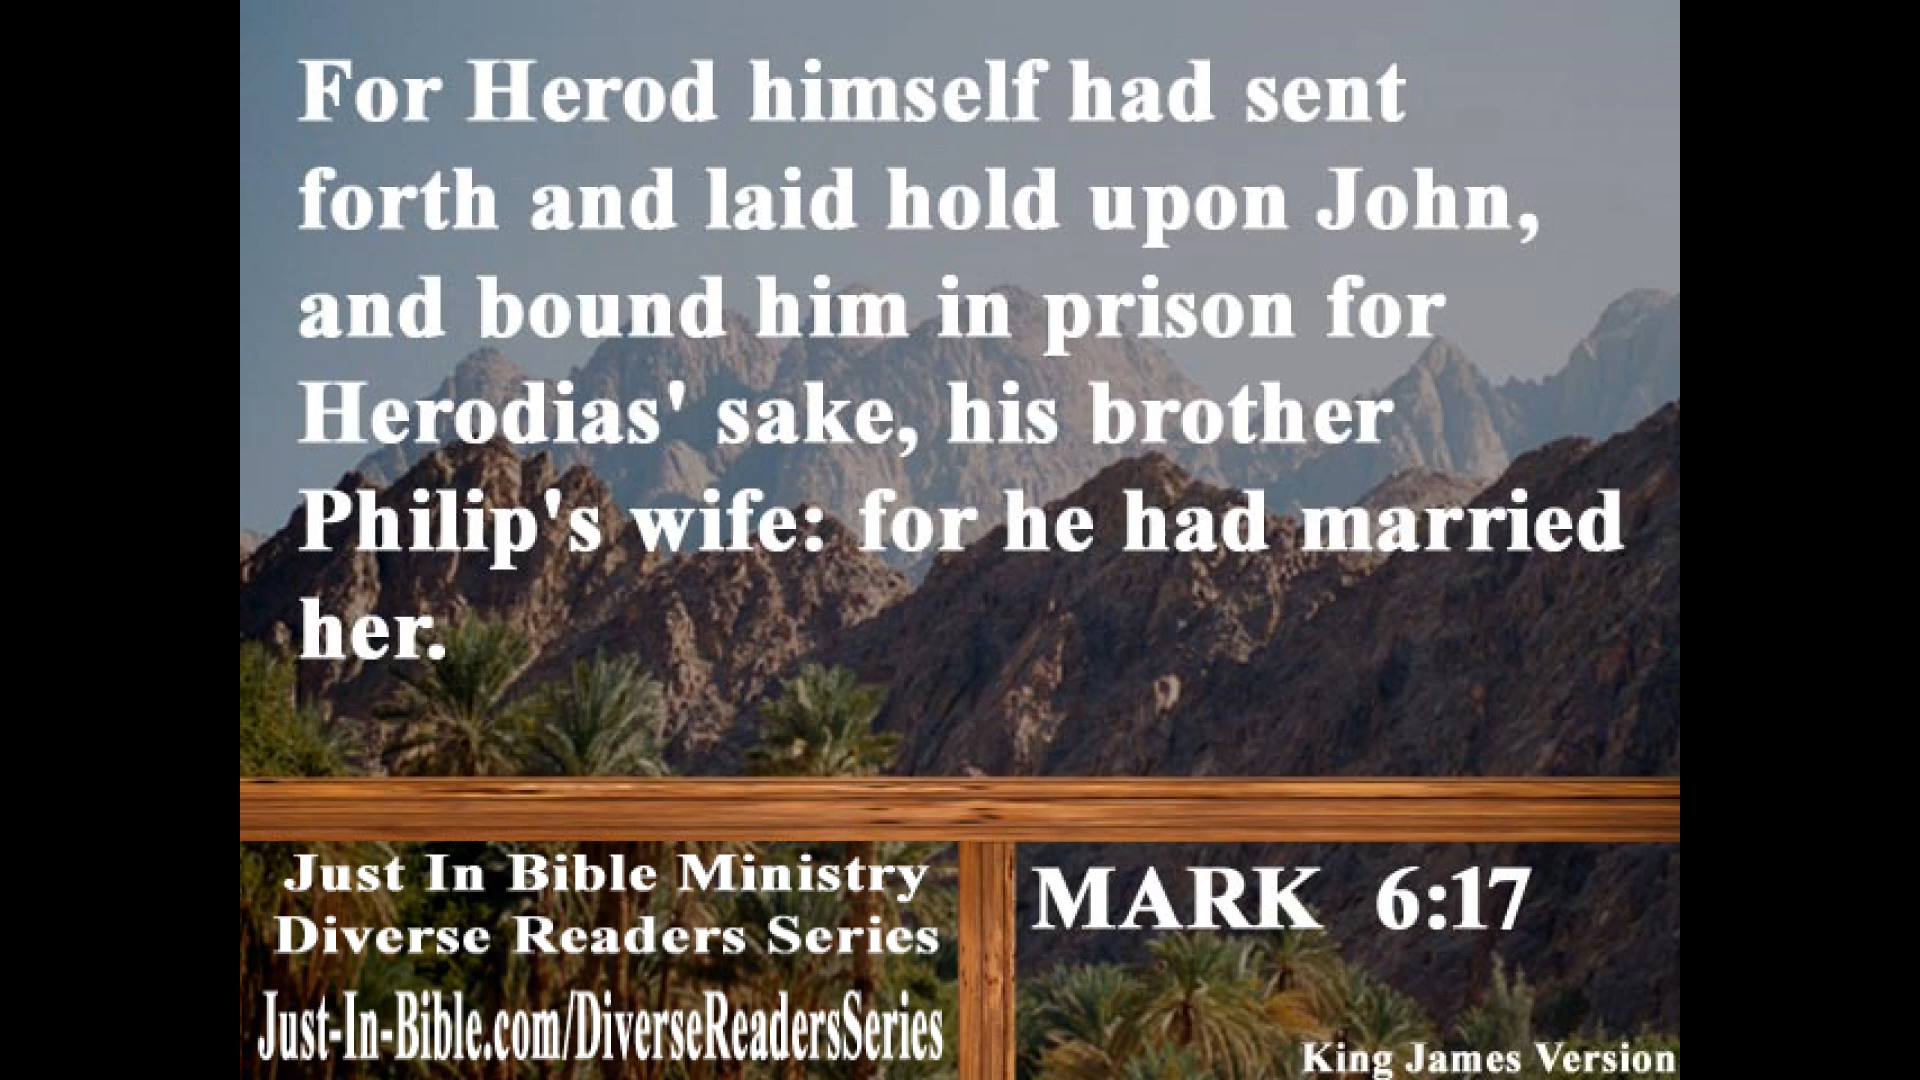 For Herod himself had sent
forth and laid hold upon John,
and bound him in prison for
Herodias' sake, his brother
Philip's wife: for he had married
her.
Just In Bible Ministry
Diverse Readers Series
Just-In-Bible.com/DiverseReadersSeries
MARK 6:17
King James Version